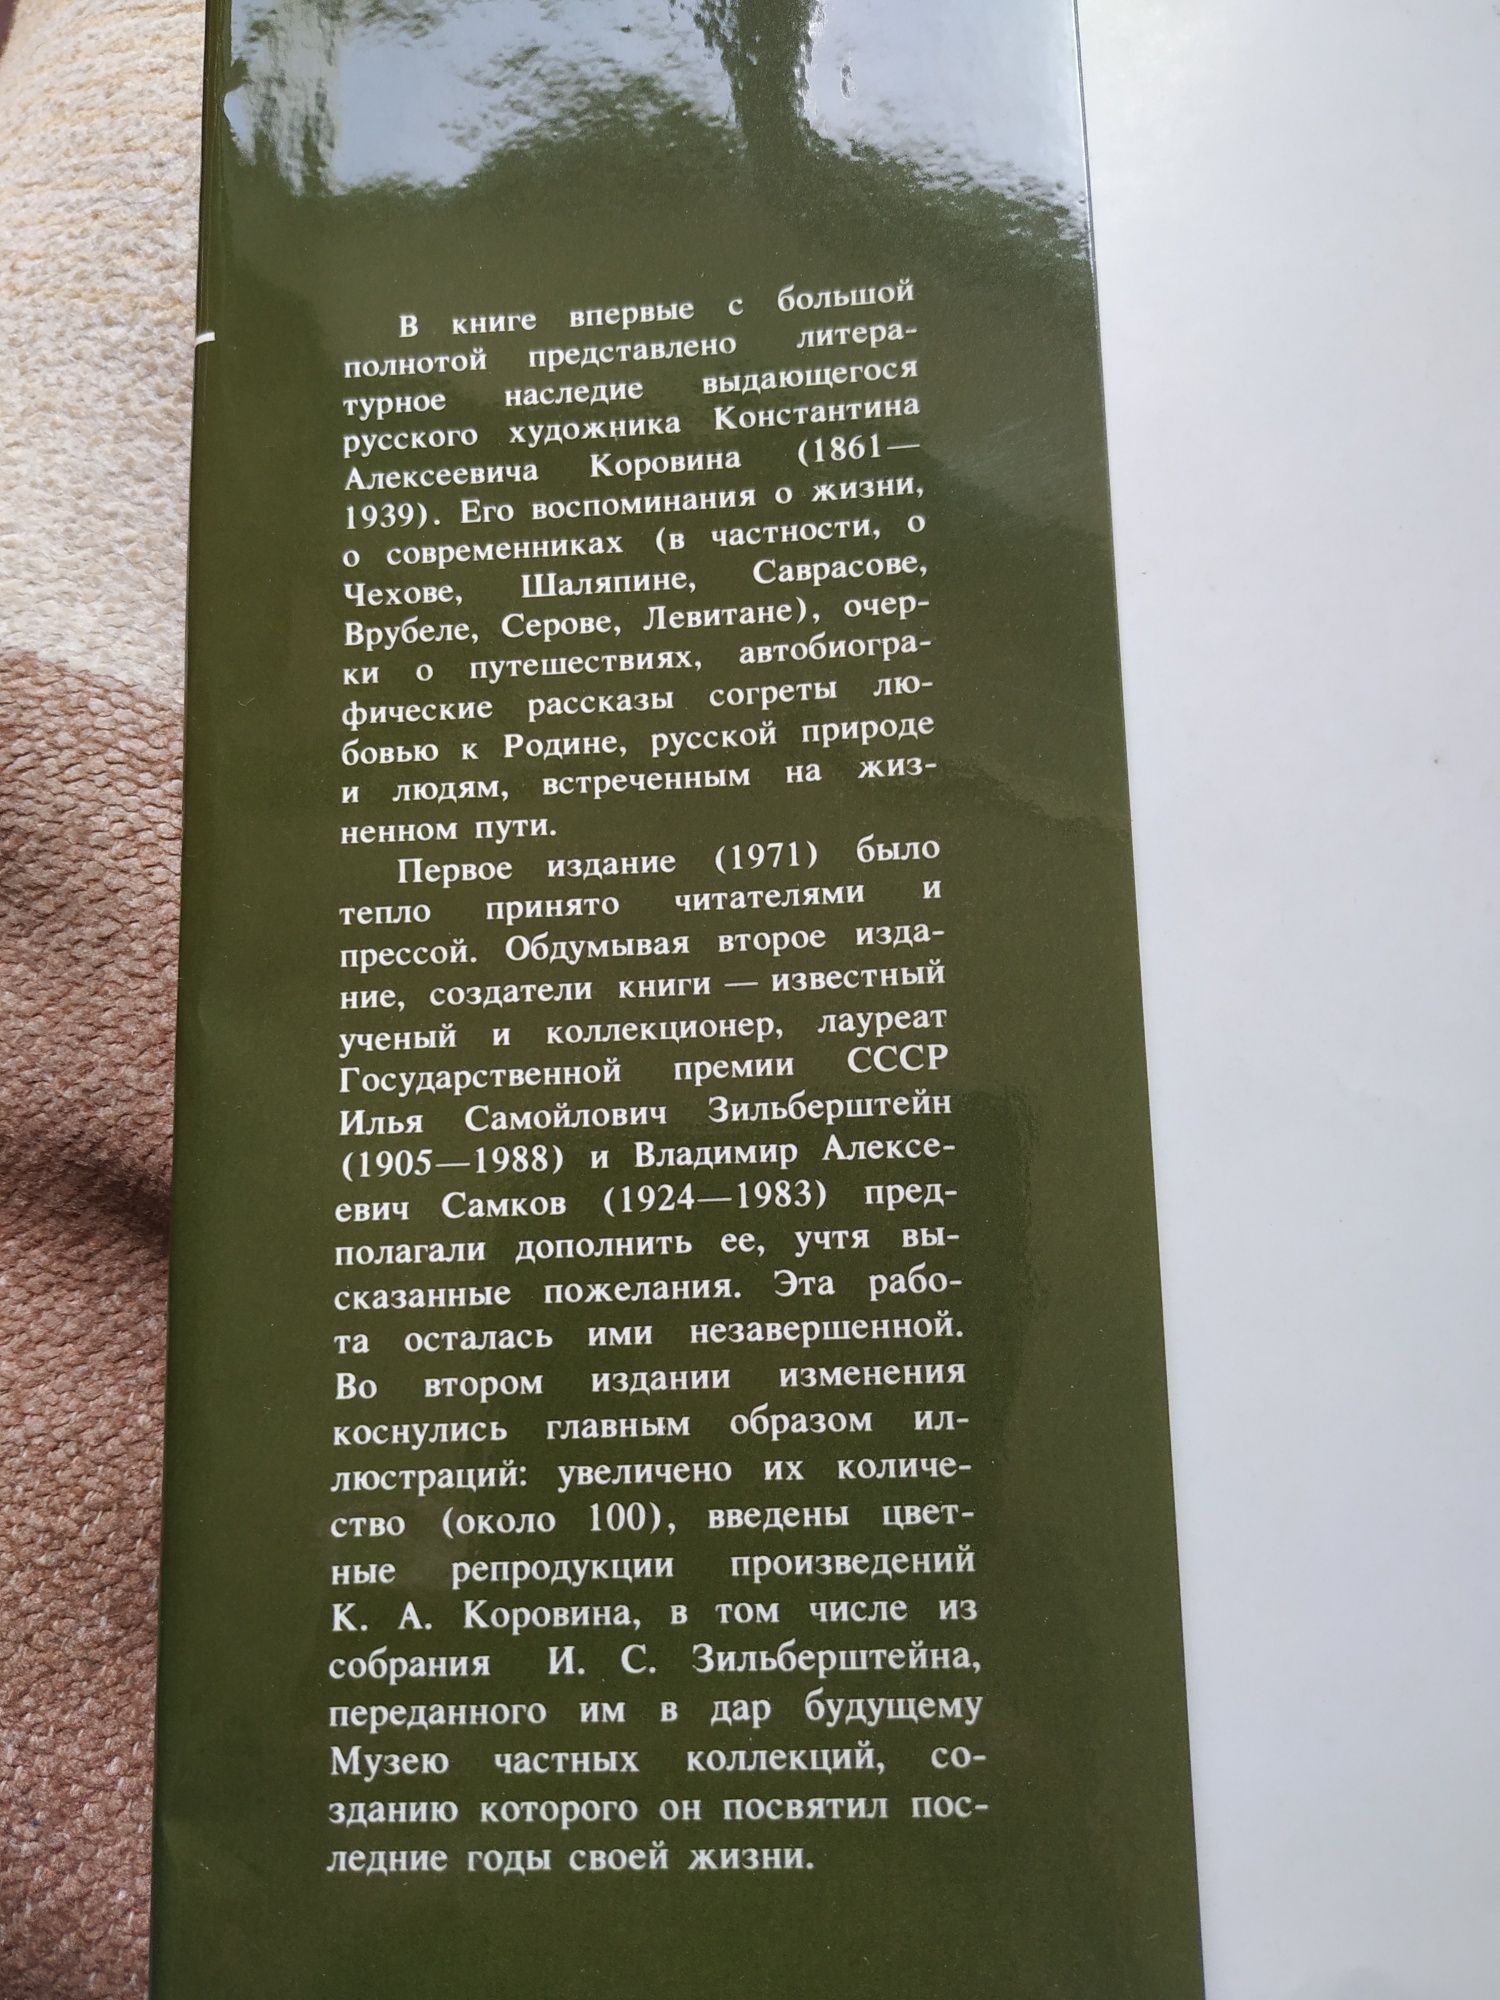 В книге впервые с большой
полнотой представлено литера-
турное наследие выдающегося
русского художника Константина
Алексеевича Коровина (1861—
1939). Его воспоминания о жизни,
о современниках (в частности, о
Чехове, Шаляпине, Саврасове,
Врубеле, Серове, Левитане), очер-
ки о путешествиях, автобиогра-
фические рассказы согреты лю-
бовью к Родине, русской природе
и людям, встреченным на жиз-
ненном пути.
Первое издание (1971) было
тепло принято читателями и
прессой. Обдумывая второе изда-
ние, создатели книги — известный
ученый и коллекционер, лауреат
Государственной премии СССР
Илья Самойлович Зильберштейн
(1905—1988) и Владимир Алексе-
евич Самков (1924—1983) пред-
полагали дополнить ее, учтя вы-
сказанные пожелания. Эта рабо-
та осталась ими незавершенной.
Во втором издании изменения
коснулись главным образом ил-
люстраций: увеличено их количе-
ство (около 100), введены цвет-
ные репродукции произведений
К. А. Коровина, в том числе из
собрания И. С. Зильберштейна,
переданного им в дар будущему
Музею частных коллекций, со-
зданию которого он посвятил пос-
ледние годы своей жизни.